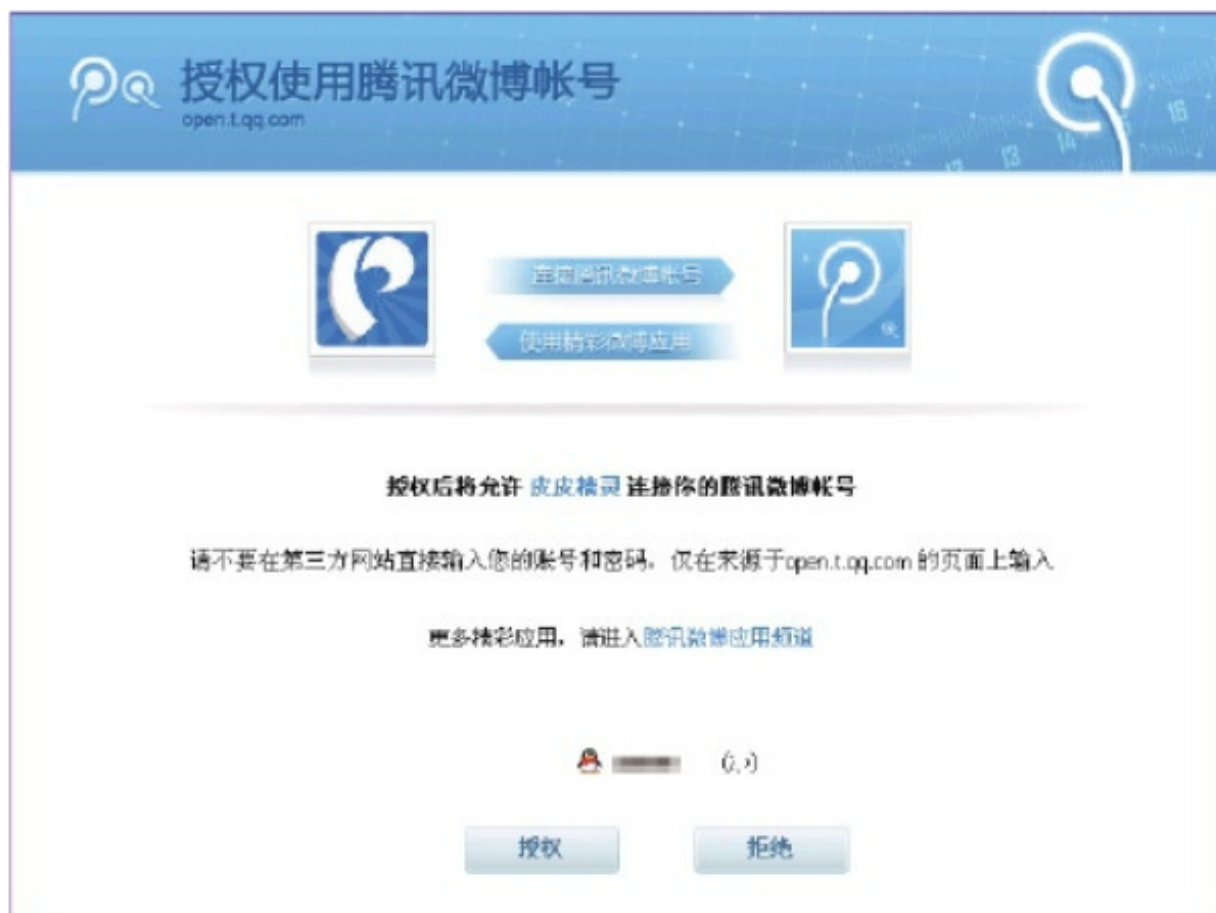 授权使用腾讯微博帐号
open.t.qq.com
12 13 14 15 16
连接腾讯微博帐号
使用精彩微博应用
授权后将允许 皮皮精灵 连接你的腾讯微博帐号
请不要在第三方网站直接输入您的账号和密码，仅在来源于open.t.qq.com 的页面上输入
更多精彩应用，请进入腾讯微博应用频道
授权 拒绝